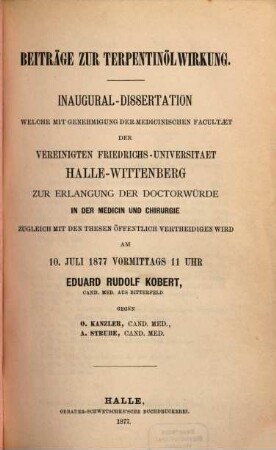 BEITRÄGE ZUR TERPENTINÖLWIRKUNG.
INAUGURAL-DISSERTATION
WELCHE MIT GENEHMIGUNG DER MEDICINISCHEN FACULTÆT
DER
VEREINIGTEN FRIEDRICHS-UNIVERSITAET
HALLE-WITTENBERG
ZUR ERLANGUNG DER DOCTORWÜRDE
IN DER MEDICIN UND CHIRURGIE
ZUGLEICH MIT DEN THESEN ÖFFENTLICH VERTHEIDIGEN WIRD
AM
10. JULI 1877 VORMITTAGS 11 UHR
EDUARD RUDOLF KOBERT,
CAND. MED. AUS BITTERFELD
GEGEN
O. KANZLER, CAND. MED.,
A. STRUBE, CAND. MED.
HALLE,
GEBAUER-SCHWETSCHKE'SCHE BUCHDRUCKEREI.
1877.